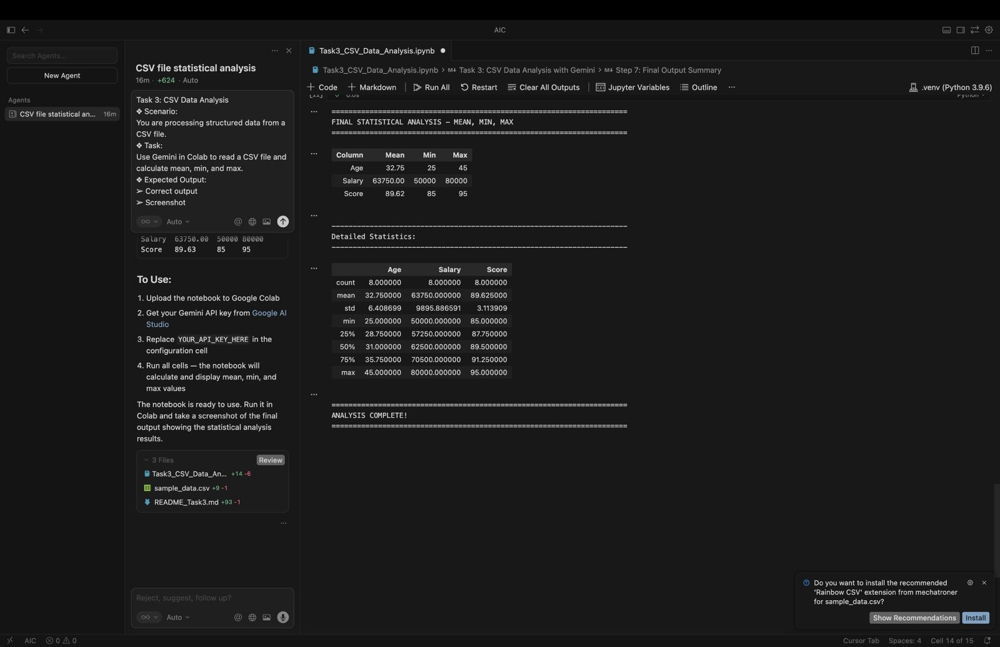 AIC
Search Agents...
New Agent
Agents
CSV file statistical an... 16m
CSV file statistical analysis
16m · +624 · Auto
Task 3: CSV Data Analysis
❖ Scenario:
You are processing structured data from a
CSV file.
❖ Task:
Use Gemini in Colab to read a CSV file and
calculate mean, min, and max.
❖ Expected Output:
➢ Correct output
➢ Screenshot
∞ Auto
Salary 63750.00 50000 80000
Score 89.63 85 95
To Use:
1. Upload the notebook to Google Colab
2. Get your Gemini API key from Google AI
Studio
3. Replace YOUR_API_KEY_HERE in the
configuration cell
4. Run all cells — the notebook will
calculate and display mean, min, and
max values
The notebook is ready to use. Run it in
Colab and take a screenshot of the final
output showing the statistical analysis
results.
3 Files Review
Task3_CSV_Data_An... +14 -6
sample_data.csv +9 -1
README_Task3.md +93 -1
...
Reject, suggest, follow up?
∞ Auto
Task3_CSV_Data_Analysis.ipynb ●
Task3_CSV_Data_Analysis.ipynb > M↓ Task 3: CSV Data Analysis with Gemini > M↓ Step 7: Final Output Summary
+ Code + Markdown Run All Restart Clear All Outputs Jupyter Variables Outline ... .venv (Python 3.9.6)
[11] ✓ 0.0s Python
======================================================================
FINAL STATISTICAL ANALYSIS – MEAN, MIN, MAX
======================================================================
Column Mean Min Max
Age 32.75 25 45
Salary 63750.00 50000 80000
Score 89.62 85 95
----------------------------------------------------------------------
Detailed Statistics:
----------------------------------------------------------------------
Age Salary Score
count 8.000000 8.000000 8.000000
mean 32.750000 63750.000000 89.625000
std 6.408699 9895.886591 3.113909
min 25.000000 50000.000000 85.000000
25% 28.750000 57250.000000 87.750000
50% 31.000000 62500.000000 89.500000
75% 35.750000 70500.000000 91.250000
max 45.000000 80000.000000 95.000000
======================================================================
ANALYSIS COMPLETE!
======================================================================
Do you want to install the recommended
'Rainbow CSV' extension from mechatroner
for sample_data.csv?
Show Recommendations Install
AIC 0 0 Cursor Tab Spaces: 4 Cell 14 of 15